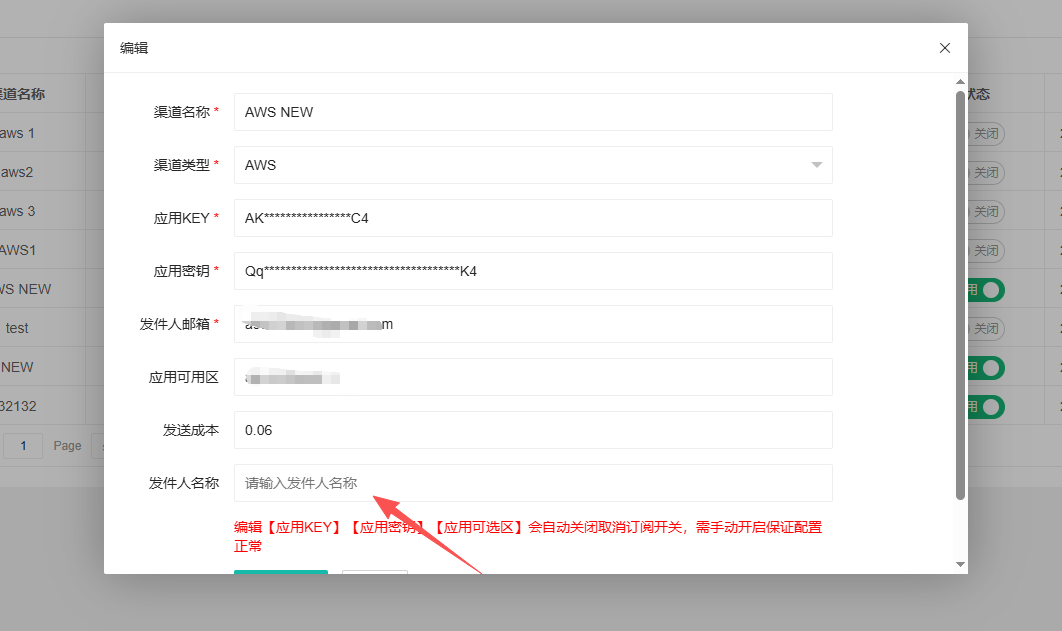 编辑
渠道名称 * AWS NEW
渠道类型 * AWS
应用KEY * AK****************C4
应用密钥 * Qq************************************K4
发件人邮箱 * m
应用可用区
发送成本 0.06
发件人名称 请输入发件人名称
编辑【应用KEY】【应用密钥】【应用可选区】会自动关闭取消订阅开关，需手动开启保证配置
正常
渠道名称
aws 1
aws2
aws 3
AWS1
WS NEW
test
NEW
32132
1 Page
状态
关闭
关闭
关闭
关闭
用
关闭
用
用